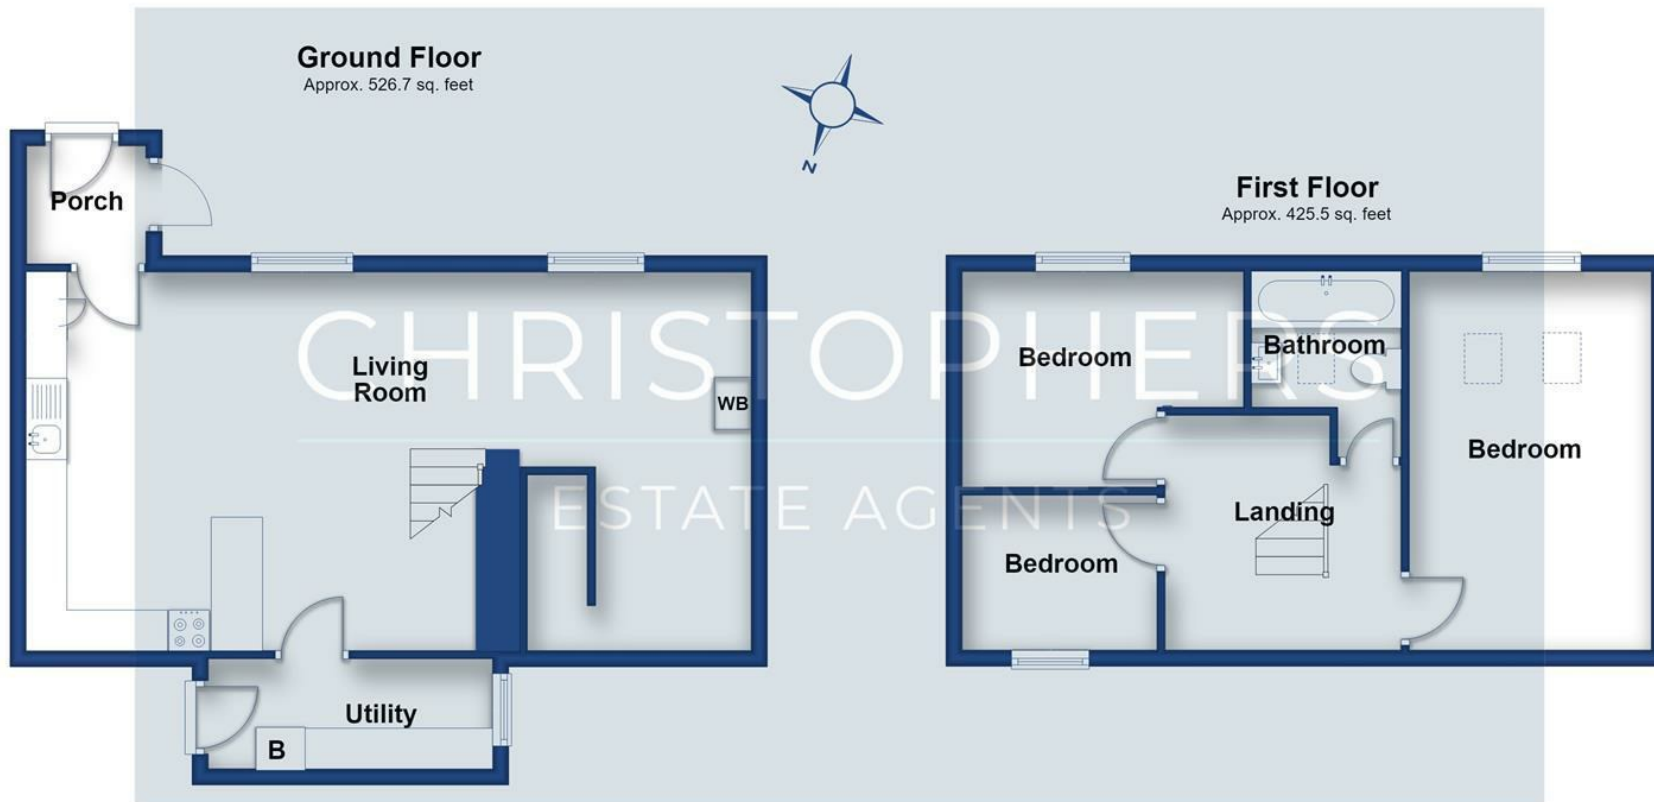 Ground Floor
Approx. 526.7 sq. feet
N
First Floor
Approx. 425.5 sq. feet
Porch
Living
Room
WB
Utility
B
Bedroom
Bathroom
Bedroom
Landing
Bedroom
CHRISTOPHERS
ESTATE AGENTS